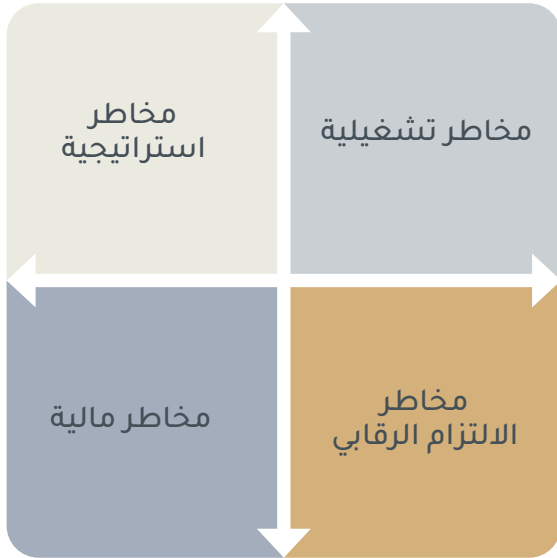 مخاطر تشغيلية
مخاطر
استراتيجية
مخاطر
الالتزام الرقابي
مخاطر مالية